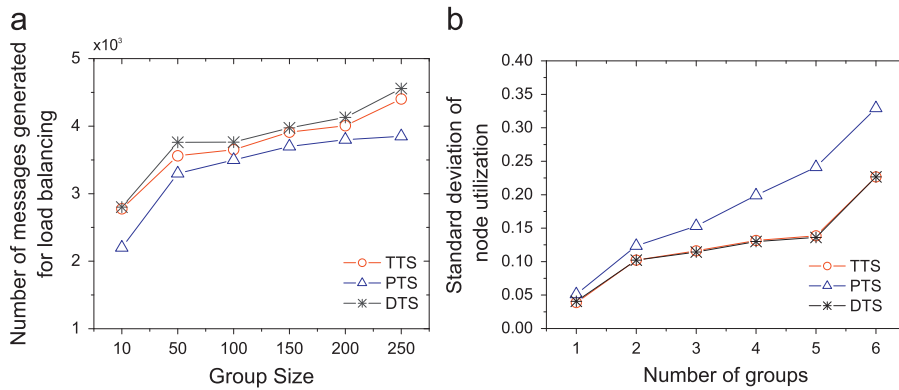 a
×10³
5
4
3
2
1
Number of messages generated
for load balancing
10 50 100 150 200 250
Group Size
TTS
PTS
DTS
b
0.40
0.35
0.30
0.25
0.20
0.15
0.10
0.05
0.00
Standard deviation of
node utilization
1 2 3 4 5 6
Number of groups
TTS
PTS
DTS